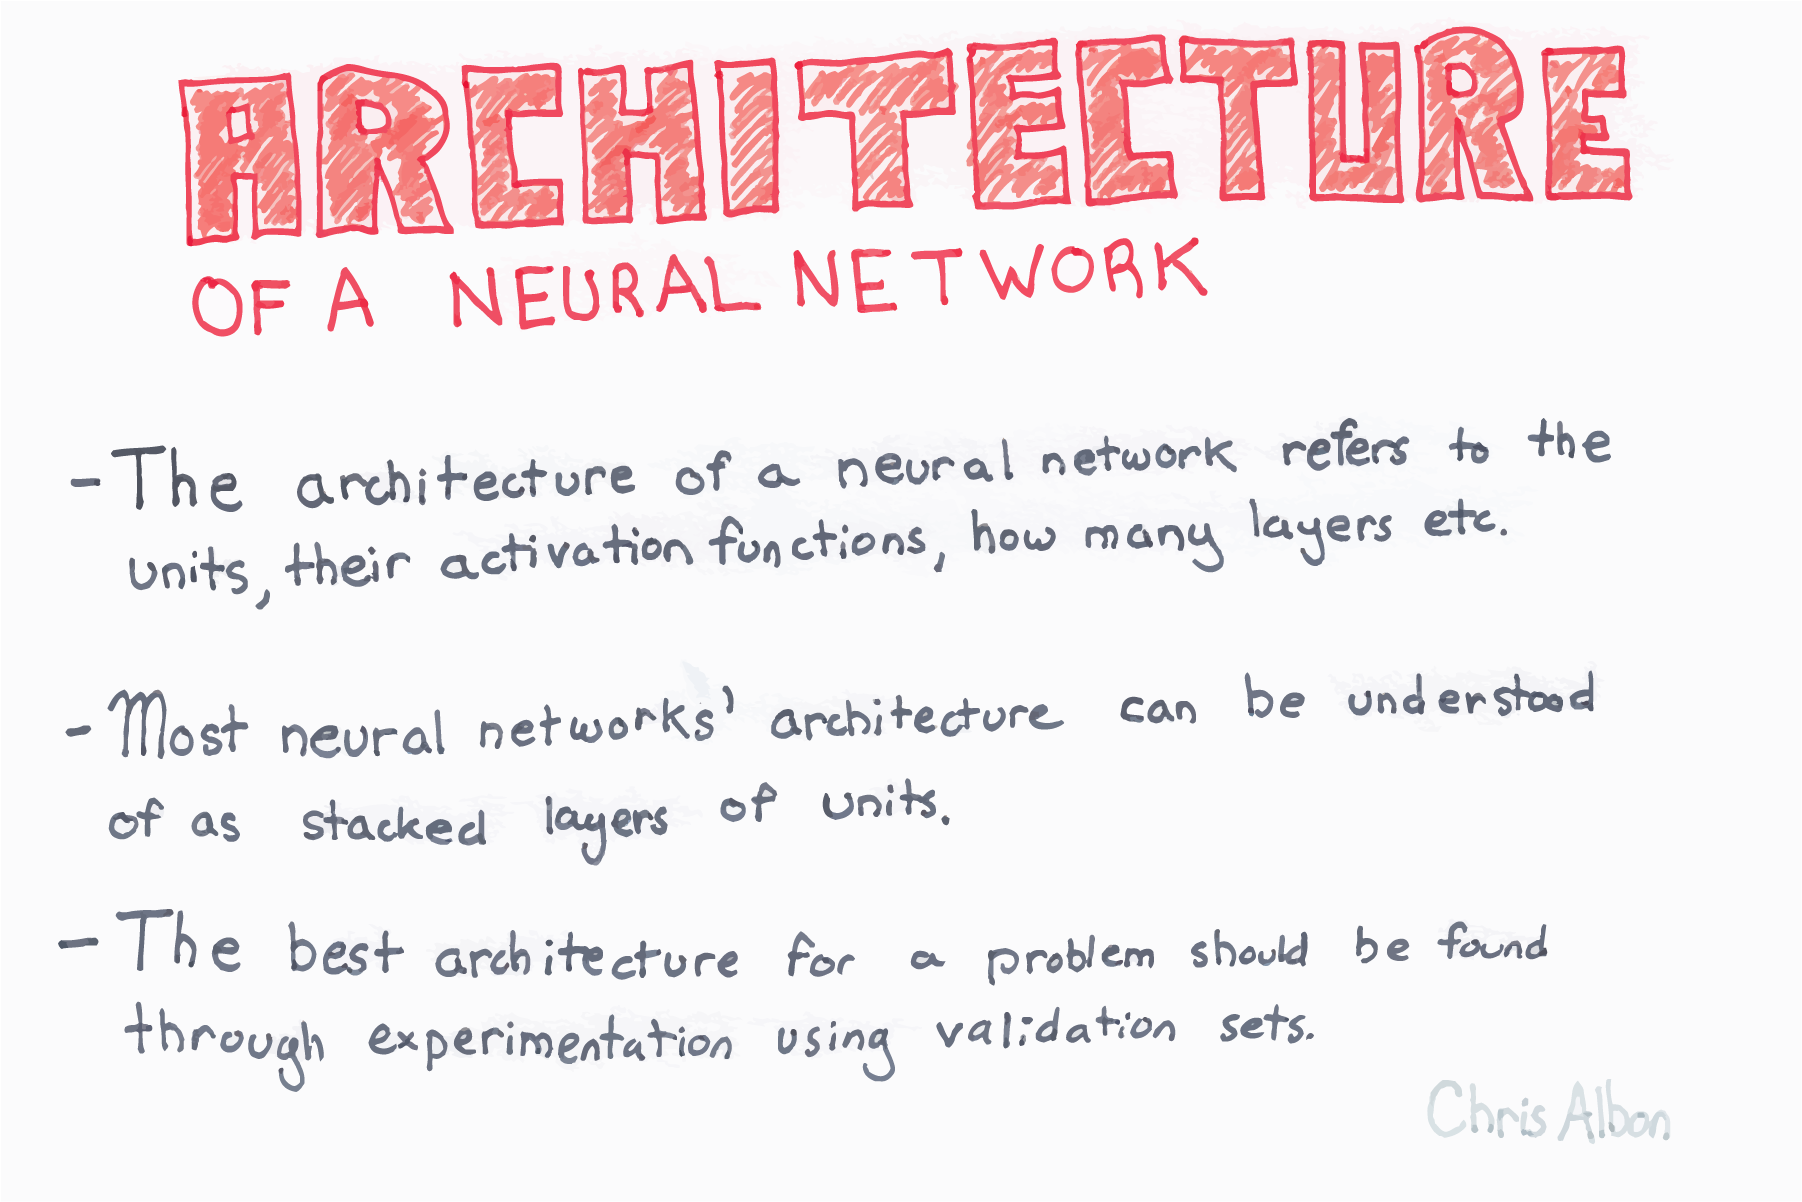 ARCHITECTURE
OF A NEURAL NETWORK
- The architecture of a neural network refers to the
units, their activation functions, how many layers etc.
- Most neural networks' architecture can be understood
of as stacked layers of units.
- The best architecture for a problem should be found
through experimentation using validation sets.
Chris Albon